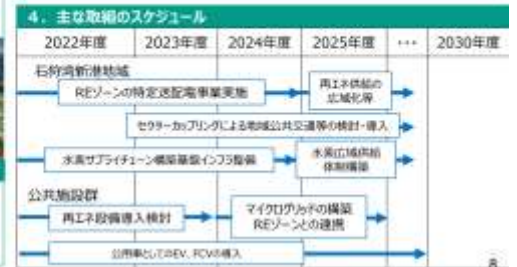 4. 主な取組のスケジュール
2022年度 2023年度 2024年度 2025年度 ・・・ 2030年度
石狩湾新港地域
REゾーンの特定送配電事業実施
再エネ供給の
広域化等
セクターカップリングによる地域公共交通等の検討・導入
水素サプライチェーン構築基盤インフラ整備
水素広域供給
体制構築
公共施設群
再エネ設備導入検討
マイクログリッドの構築
REゾーンとの連携
公用車としてのEV、FCVの導入
8